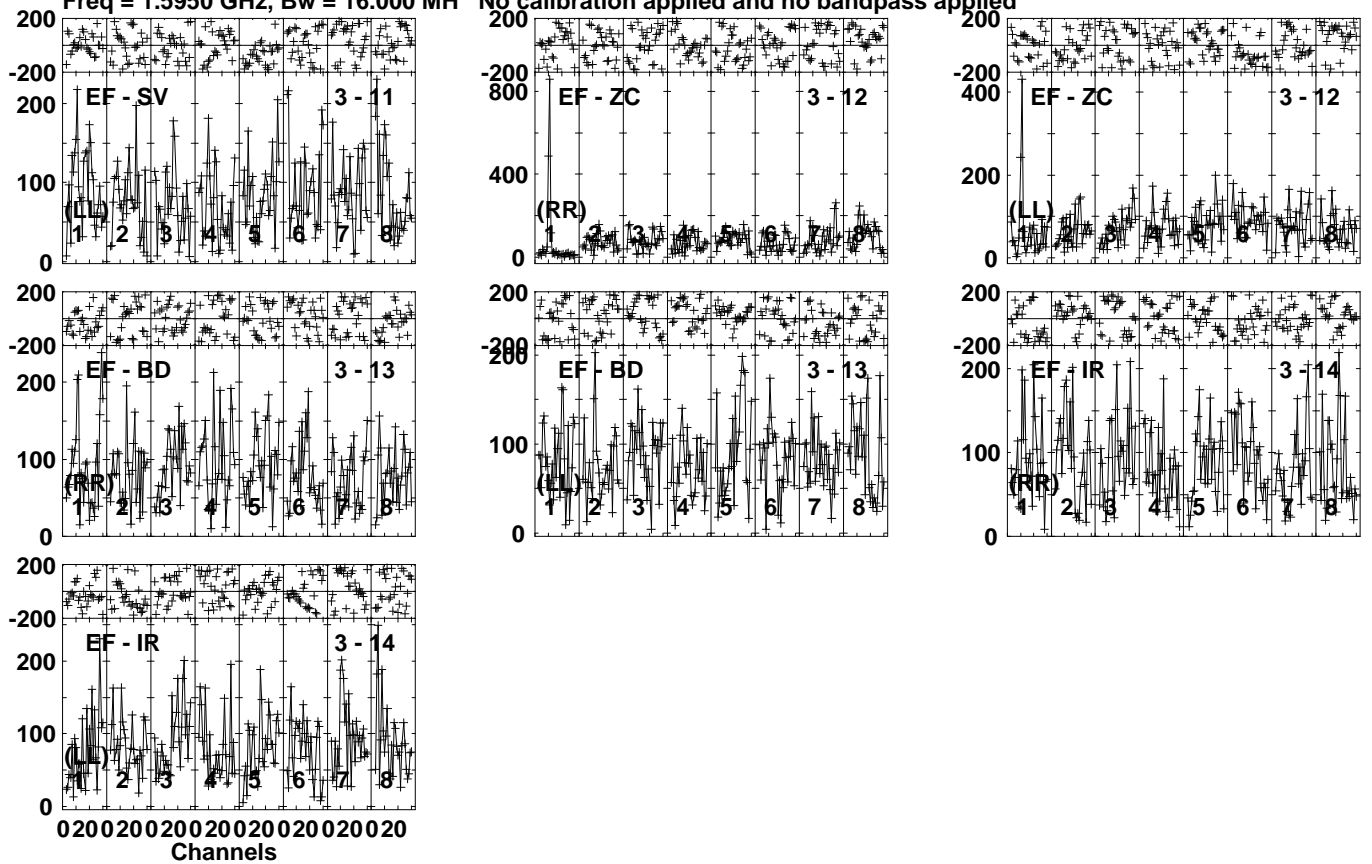 Freq = 1.5950 GHz, Bw = 16.000 MH No calibration applied and no bandpass applied
200
-200
200
100
0
EF - SV
3 - 11
(LL)
1 2 3 4 5 6 7 8
200
-200
800
400
0
EF - ZC
3 - 12
(RR)
1 2 3 4 5 6 7 8
200
-200
400
200
0
EF - ZC
3 - 12
(LL)
1 2 3 4 5 6 7 8
200
-200
200
100
0
EF - BD
3 - 13
(RR)
1 2 3 4 5 6 7 8
200
-200
200
100
0
EF - BD
3 - 13
(LL)
1 2 3 4 5 6 7 8
200
-200
200
100
0
EF - IR
3 - 14
(RR)
1 2 3 4 5 6 7 8
200
-200
200
100
0
EF - IR
3 - 14
(LL)
1 2 3 4 5 6 7 8
0 20 0 20 0 20 0 20 0 20 0 20 0 20 0 20
Channels